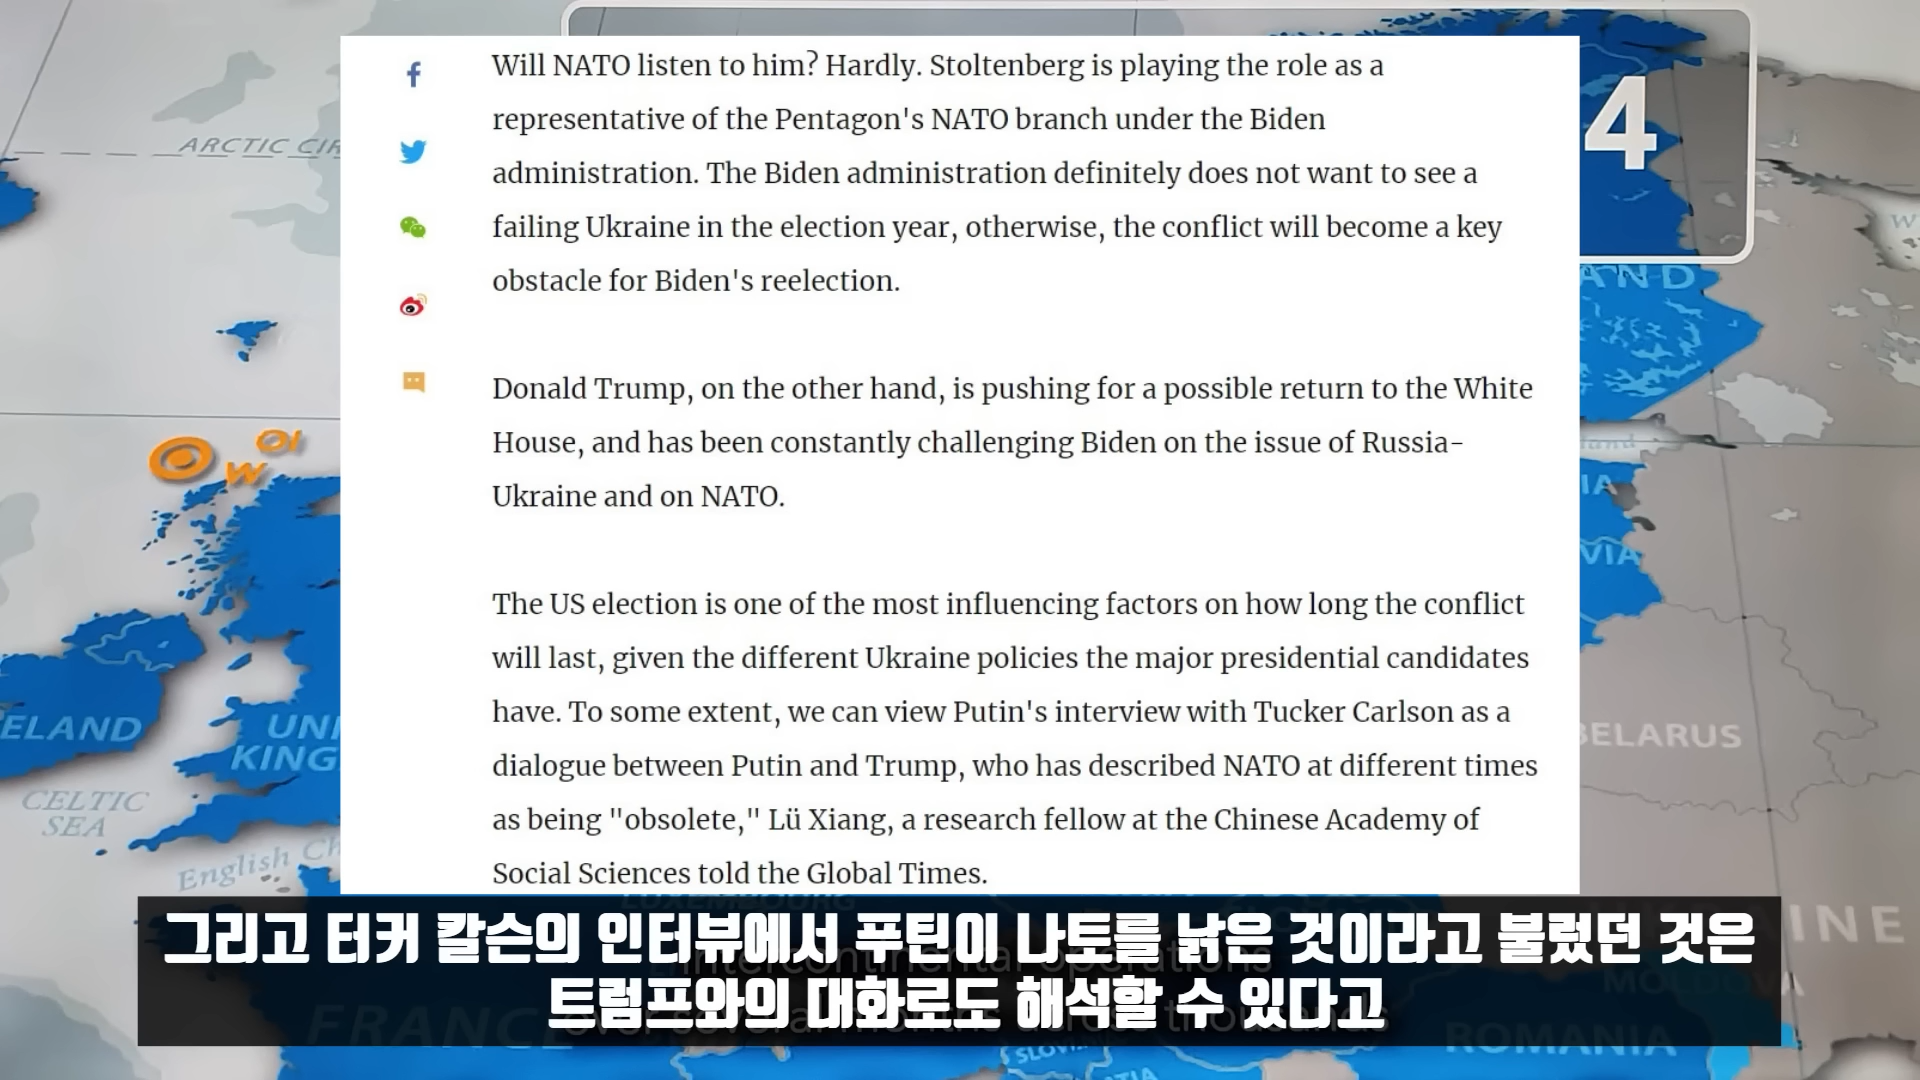 4
Will NATO listen to him? Hardly. Stoltenberg is playing the role as a
representative of the Pentagon's NATO branch under the Biden
administration. The Biden administration definitely does not want to see a
failing Ukraine in the election year, otherwise, the conflict will become a key
obstacle for Biden's reelection.
Donald Trump, on the other hand, is pushing for a possible return to the White
House, and has been constantly challenging Biden on the issue of Russia-
Ukraine and on NATO.
The US election is one of the most influencing factors on how long the conflict
will last, given the different Ukraine policies the major presidential candidates
have. To some extent, we can view Putin's interview with Tucker Carlson as a
dialogue between Putin and Trump, who has described NATO at different times
as being "obsolete," Lü Xiang, a research fellow at the Chinese Academy of
Social Sciences told the Global Times.
ARCTIC CIR
AND
IA
VIA
ELAND
UNI
KING
BELARUS
CELTIC
SEA
English Ch
LUXEMBOURG
그리고 터커 칼슨의 인터뷰에서 푸틴이 나토를 낡은 것이라고 불렀던 것은
트럼프와의 대화로도 해석할 수 있다고
intercontinental operations
RAINE
MOLDOVA
FRANCE
SLOV
ROMANIA